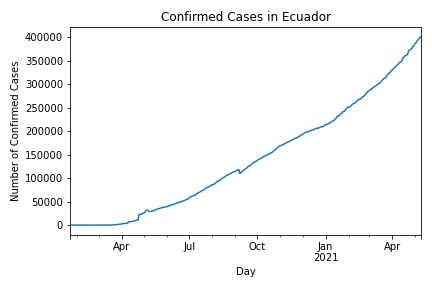 Confirmed Cases in Ecuador
400000
350000
300000
250000
200000
150000
100000
50000
0
Number of Confirmed Cases
Apr Jul Oct Jan Apr
2021
Day